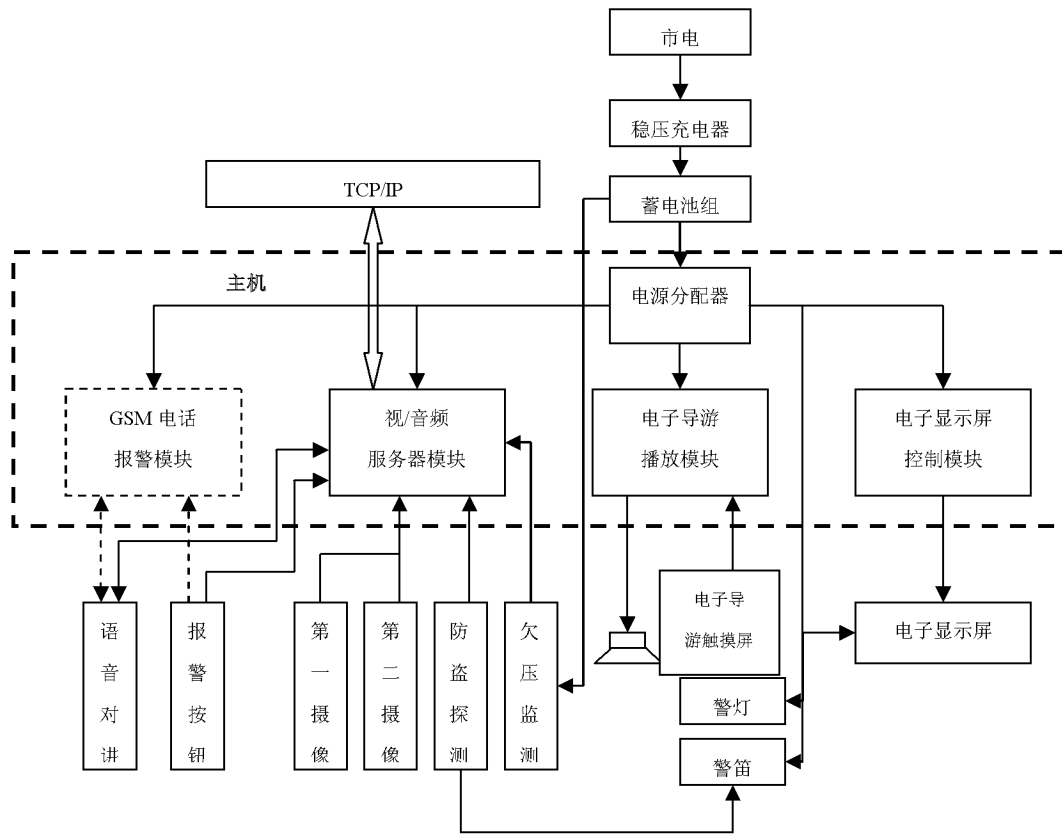 市电
稳压充电器
TCP/IP
蓄电池组
主机
电源分配器
GSM 电话
报警模块
视/音频
服务器模块
电子导游
播放模块
电子显示屏
控制模块
语音对讲
报警按钮
第一摄像
第二摄像
防盗探测
欠压监测
电子导
游触摸屏
电子显示屏
警灯
警笛